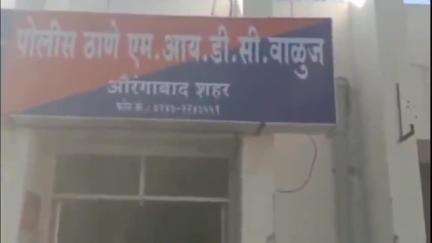 पोलीस ठाणे एम.आय.डी.सी.वाळुज
औरंगाबाद शहर
फोन नं.